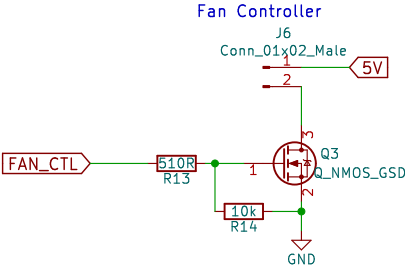 Fan Controller
J6
Conn_01x02_Male
1
5V
2
3
Q3
FAN_CTL
510R
R13
1
Q_NMOS_GSD
2
10k
R14
GND